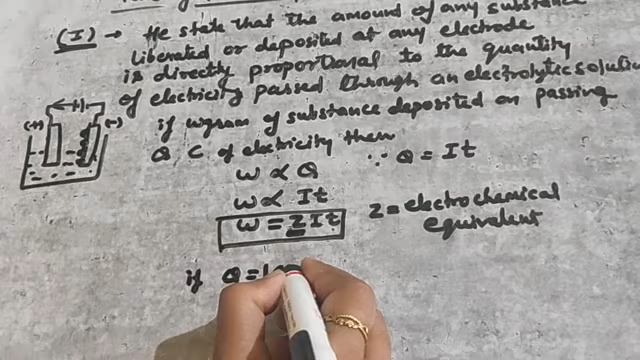 (I) → He state that the amount of any substance
liberated or deposited at any electrode
is directly proportional to the quantity
of electricity passed through an electrolytic solution
if w gram of substance deposited on passing
Q C of electricity then
∵ Q = It
w ∝ Q
w ∝ It
w = ZIt
Z = electrochemical
equivalent
(+) (-)
if Q = 1